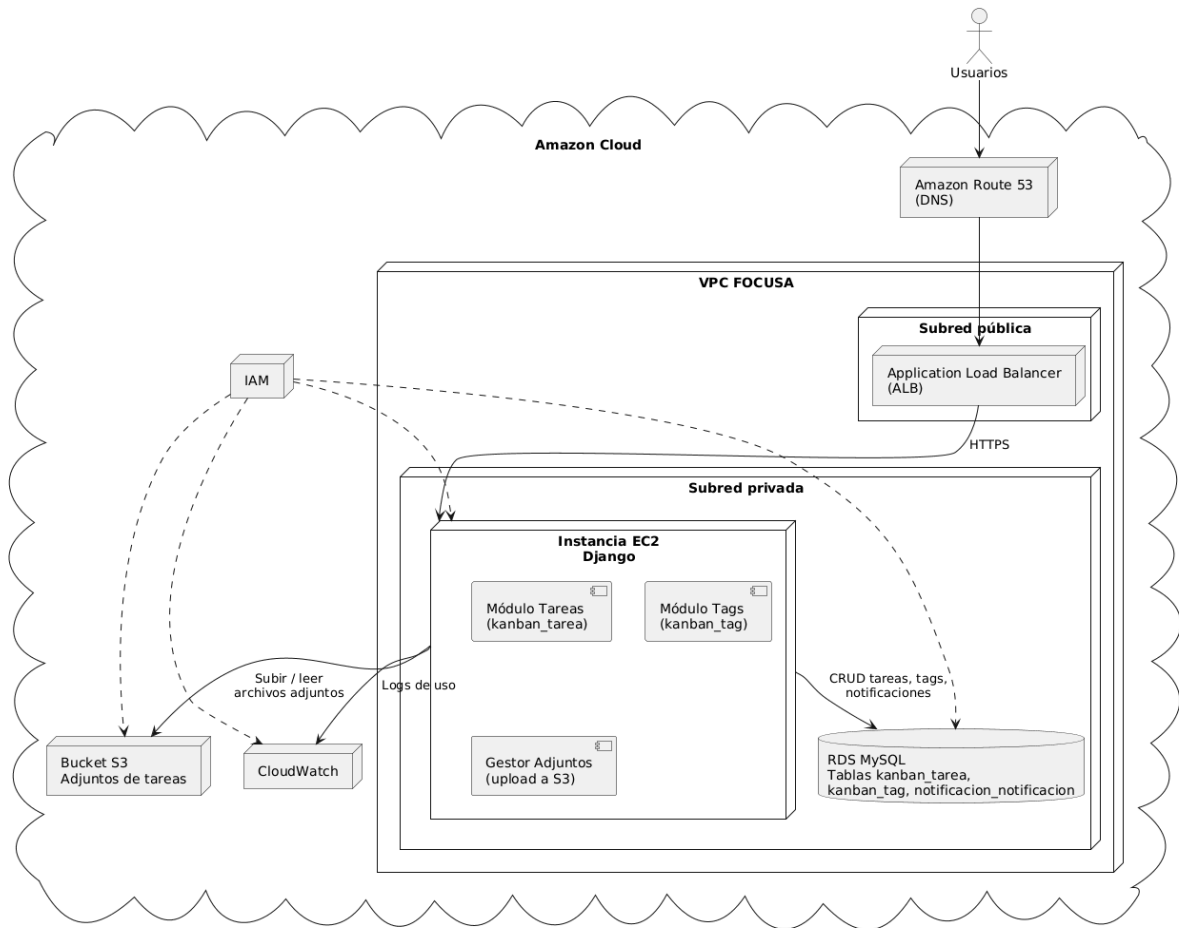 Usuarios
Amazon Cloud
Amazon Route 53
(DNS)
VPC FOCUSA
Subred pública
Application Load Balancer
(ALB)
IAM
HTTPS
Subred privada
Instancia EC2
Django
Módulo Tareas
(kanban_tarea)
Módulo Tags
(kanban_tag)
Subir / leer
archivos adjuntos
Logs de uso
CRUD tareas, tags,
notificaciones
Bucket S3
Adjuntos de tareas
CloudWatch
Gestor Adjuntos
(upload a S3)
RDS MySQL
Tablas kanban_tarea,
kanban_tag, notificacion_notificacion